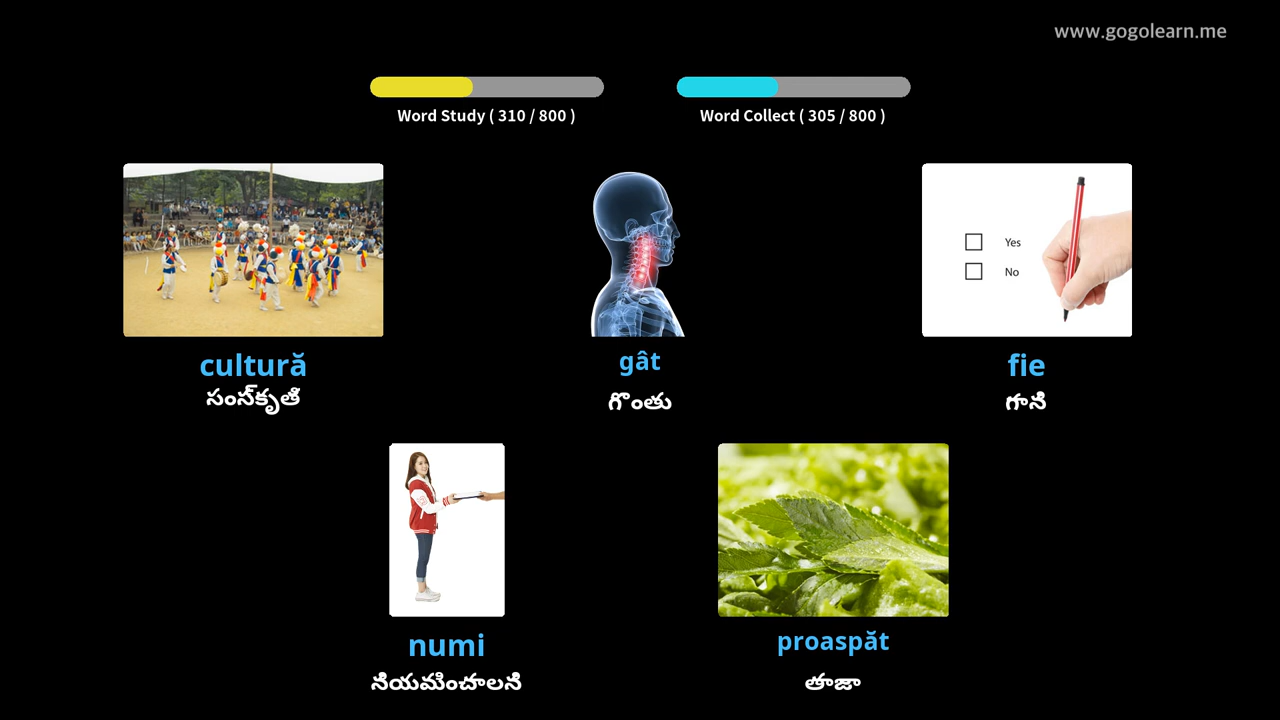 www.gogolearn.me
Word Study ( 310 / 800 )
Word Collect ( 305 / 800 )
Yes
No
cultură
సంస్కృతి
gât
గొంతు
fie
గాని
numi
నియమించాలని
proaspăt
తాజా